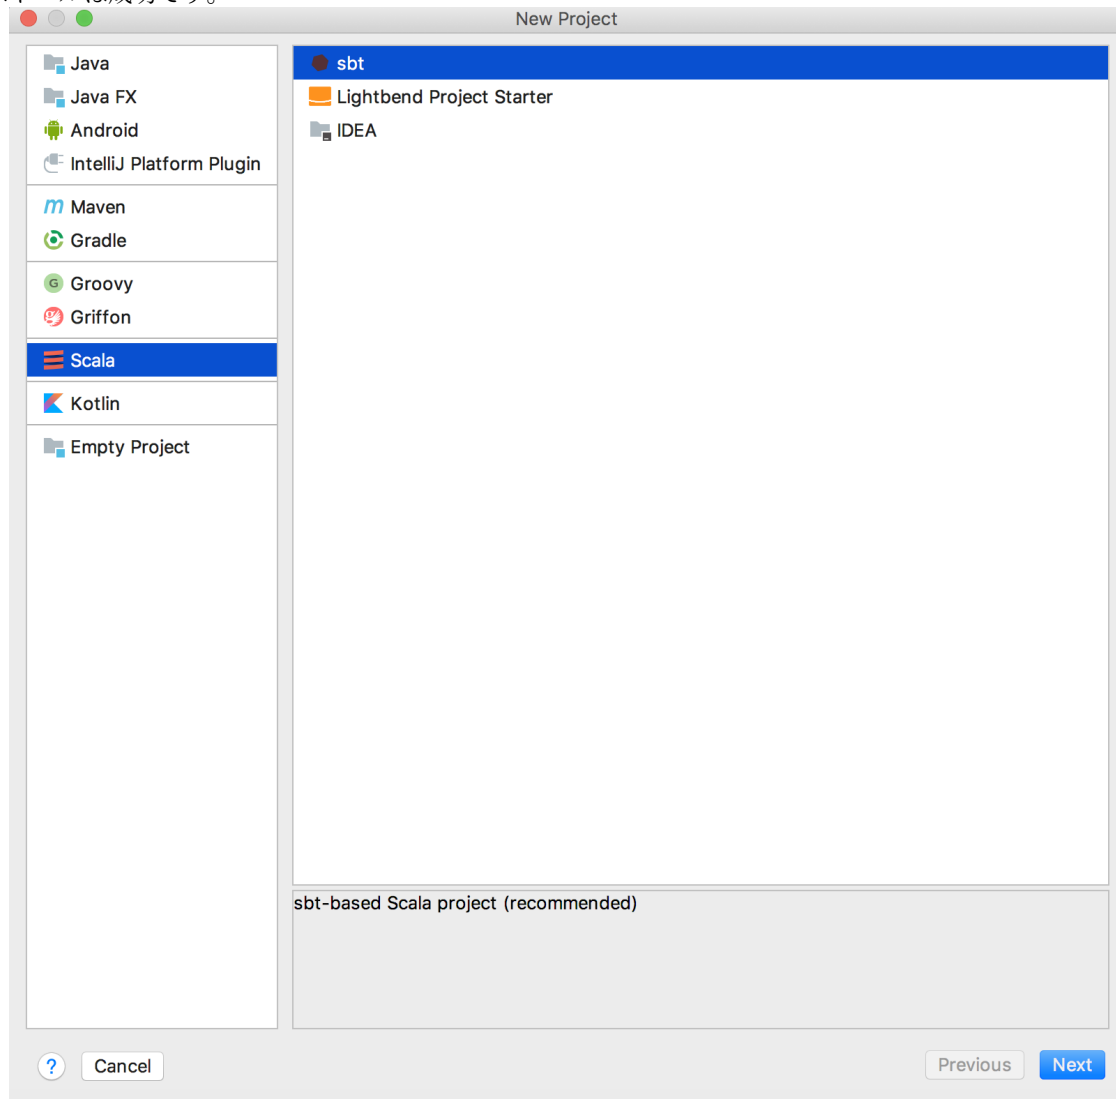 New Project
Java
Java FX
Android
IntelliJ Platform Plugin
Maven
Gradle
Groovy
Griffon
Scala
Kotlin
Empty Project
sbt
Lightbend Project Starter
IDEA
sbt-based Scala project (recommended)
?
Cancel
Previous
Next